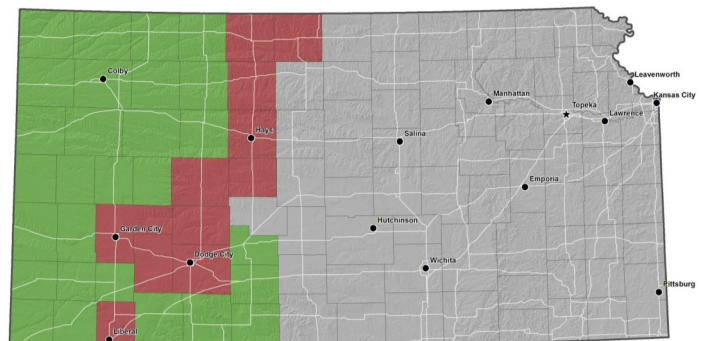 Colby
Leavenworth
Manhattan
Kansas City
Topeka
Lawrence
Hays
Salina
Emporia
Garden City
Hutchinson
Dodge City
Wichita
Pittsburg
Liberal